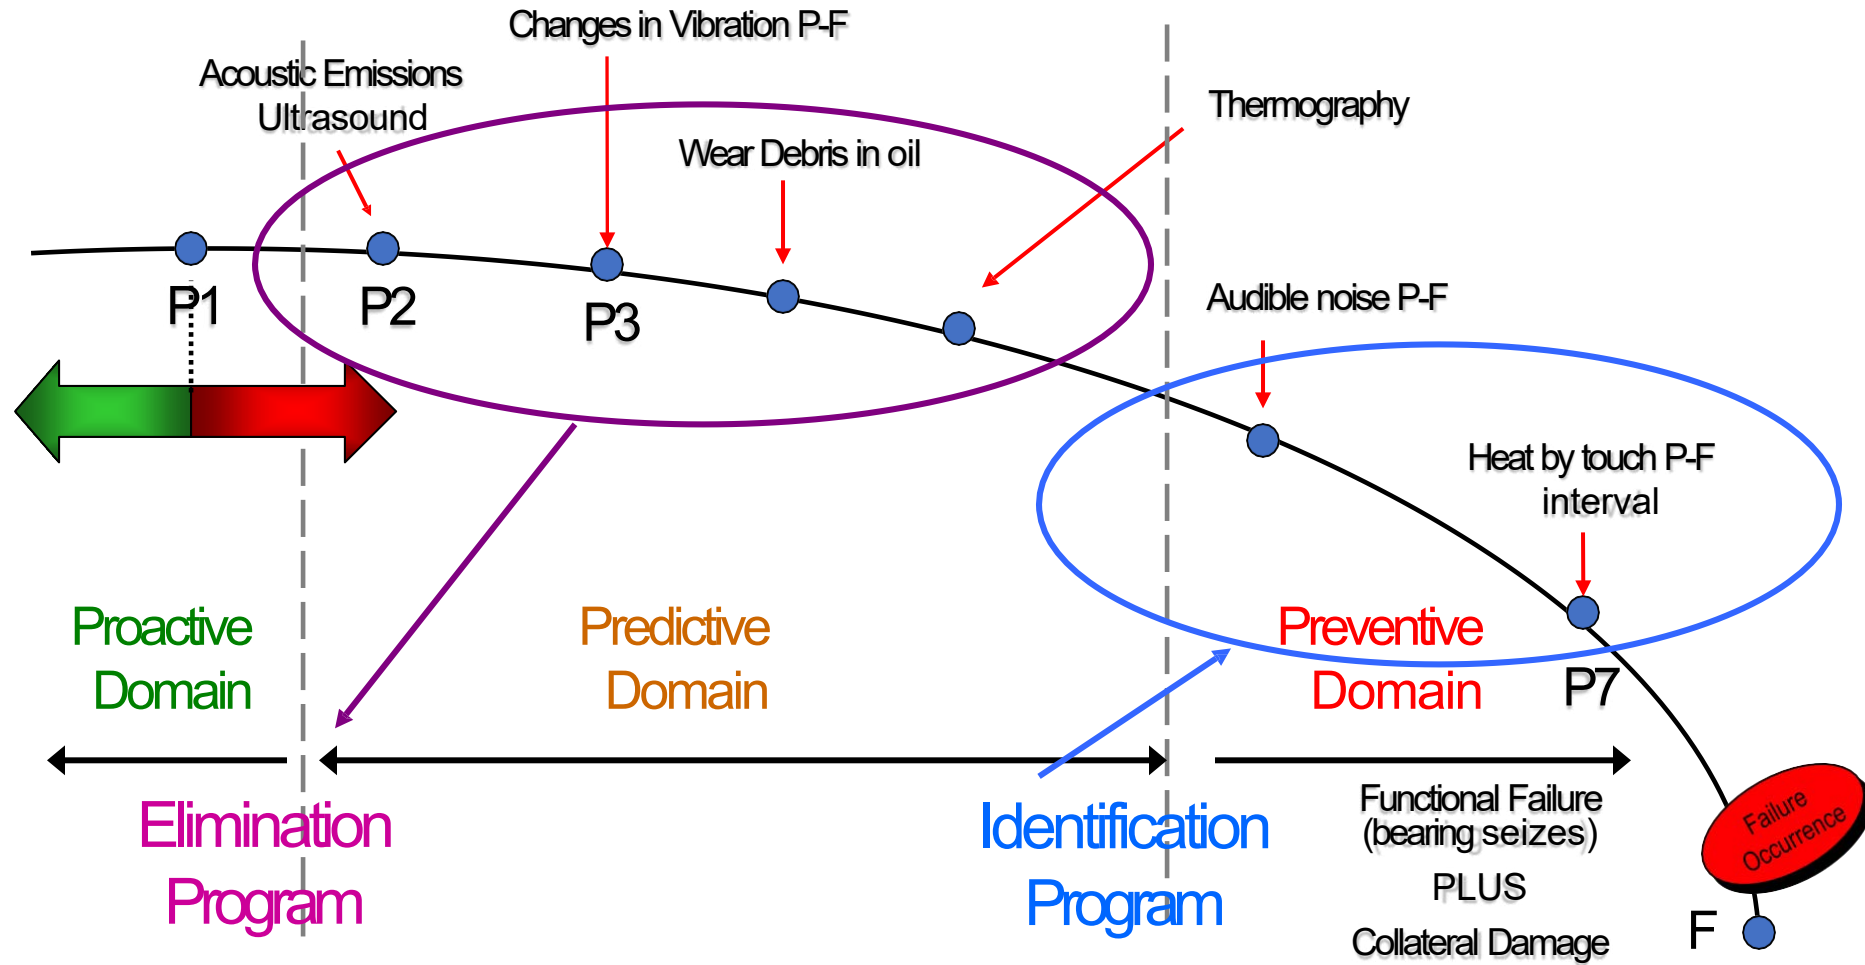 Changes in Vibration P-F
Acoustic Emissions
Ultrasound
Thermography
Wear Debris in oil
P1
P2
P3
Audible noise P-F
Heat by touch P-F
interval
Proactive
Domain
Predictive
Domain
Preventive
Domain
P7
Elimination
Program
Identification
Program
Functional Failure
(bearing seizes)
PLUS
Collateral Damage
Failure
Occurrence
F